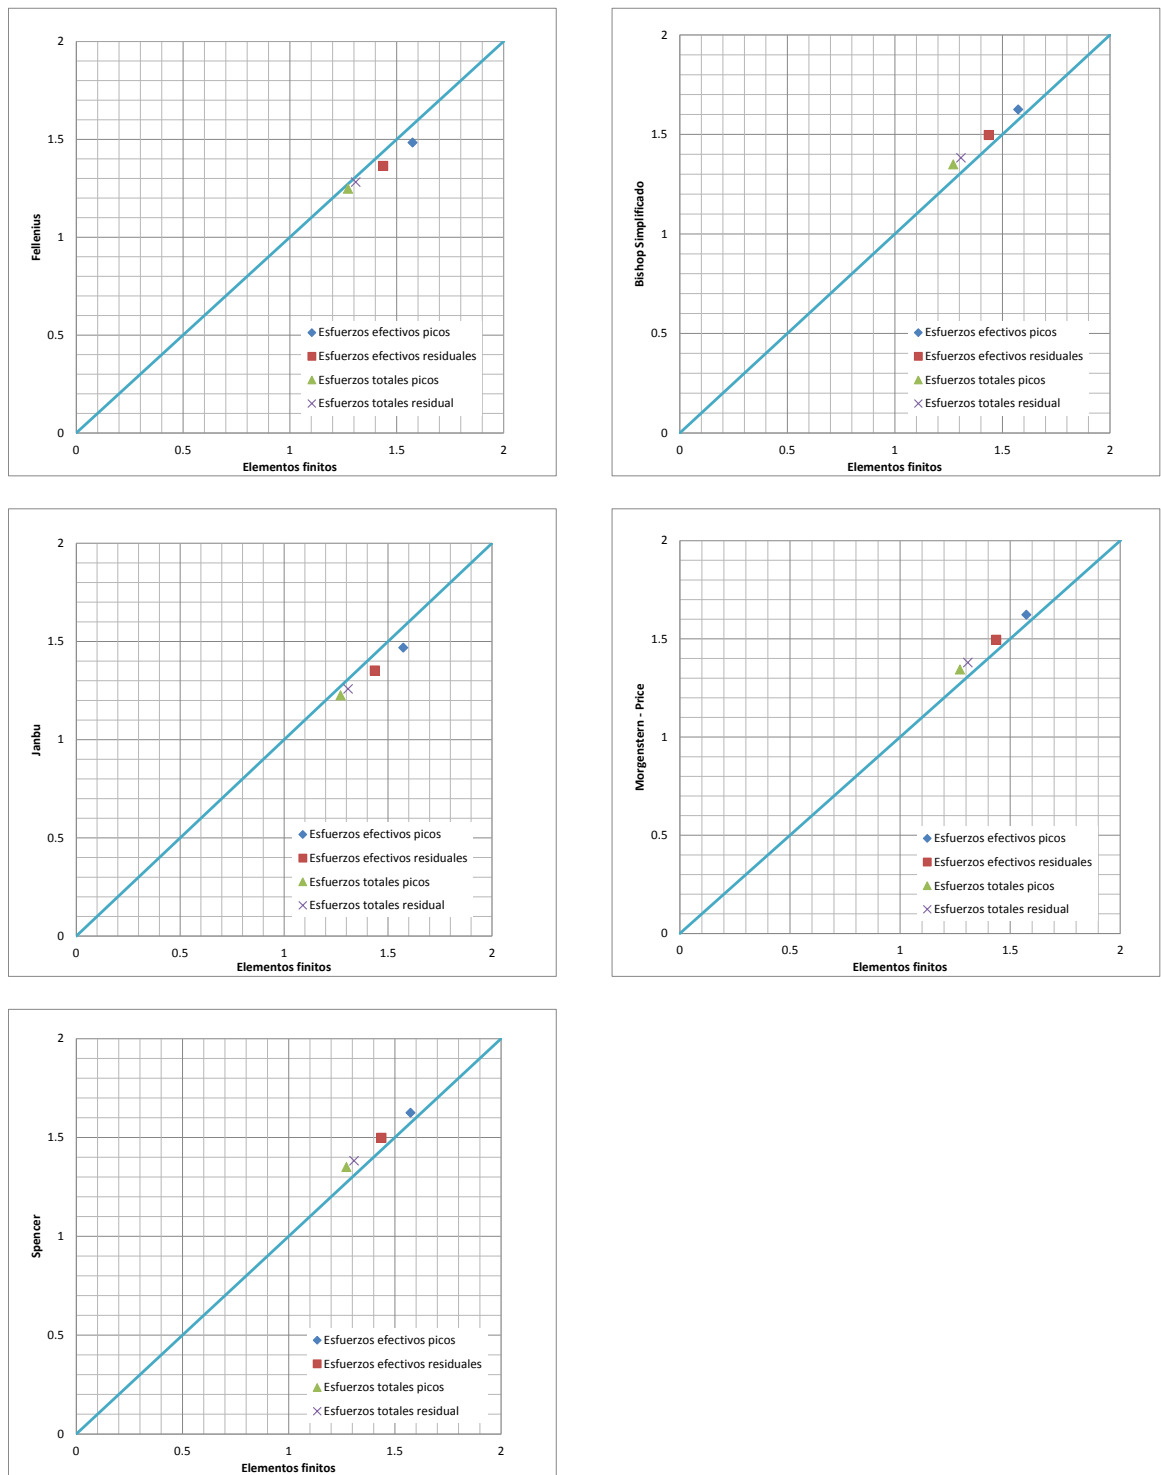 2
1.5
1
0.5
0
Fellenius
Esfuerzos efectivos picos
Esfuerzos efectivos residuales
Esfuerzos totales picos
Esfuerzos totales residual
0 0.5 1 1.5 2
Elementos finitos
2
1.5
1
0.5
0
Bishop Simplificado
Esfuerzos efectivos picos
Esfuerzos efectivos residuales
Esfuerzos totales picos
Esfuerzos totales residual
0 0.5 1 1.5 2
Elementos finitos
2
1.5
1
0.5
0
Janbu
Esfuerzos efectivos picos
Esfuerzos efectivos residuales
Esfuerzos totales picos
Esfuerzos totales residual
0 0.5 1 1.5 2
Elementos finitos
2
1.5
1
0.5
0
Morgenstern - Price
Esfuerzos efectivos picos
Esfuerzos efectivos residuales
Esfuerzos totales picos
Esfuerzos totales residual
0 0.5 1 1.5 2
Elementos finitos
2
1.5
1
0.5
0
Spencer
Esfuerzos efectivos picos
Esfuerzos efectivos residuales
Esfuerzos totales picos
Esfuerzos totales residual
0 0.5 1 1.5 2
Elementos finitos